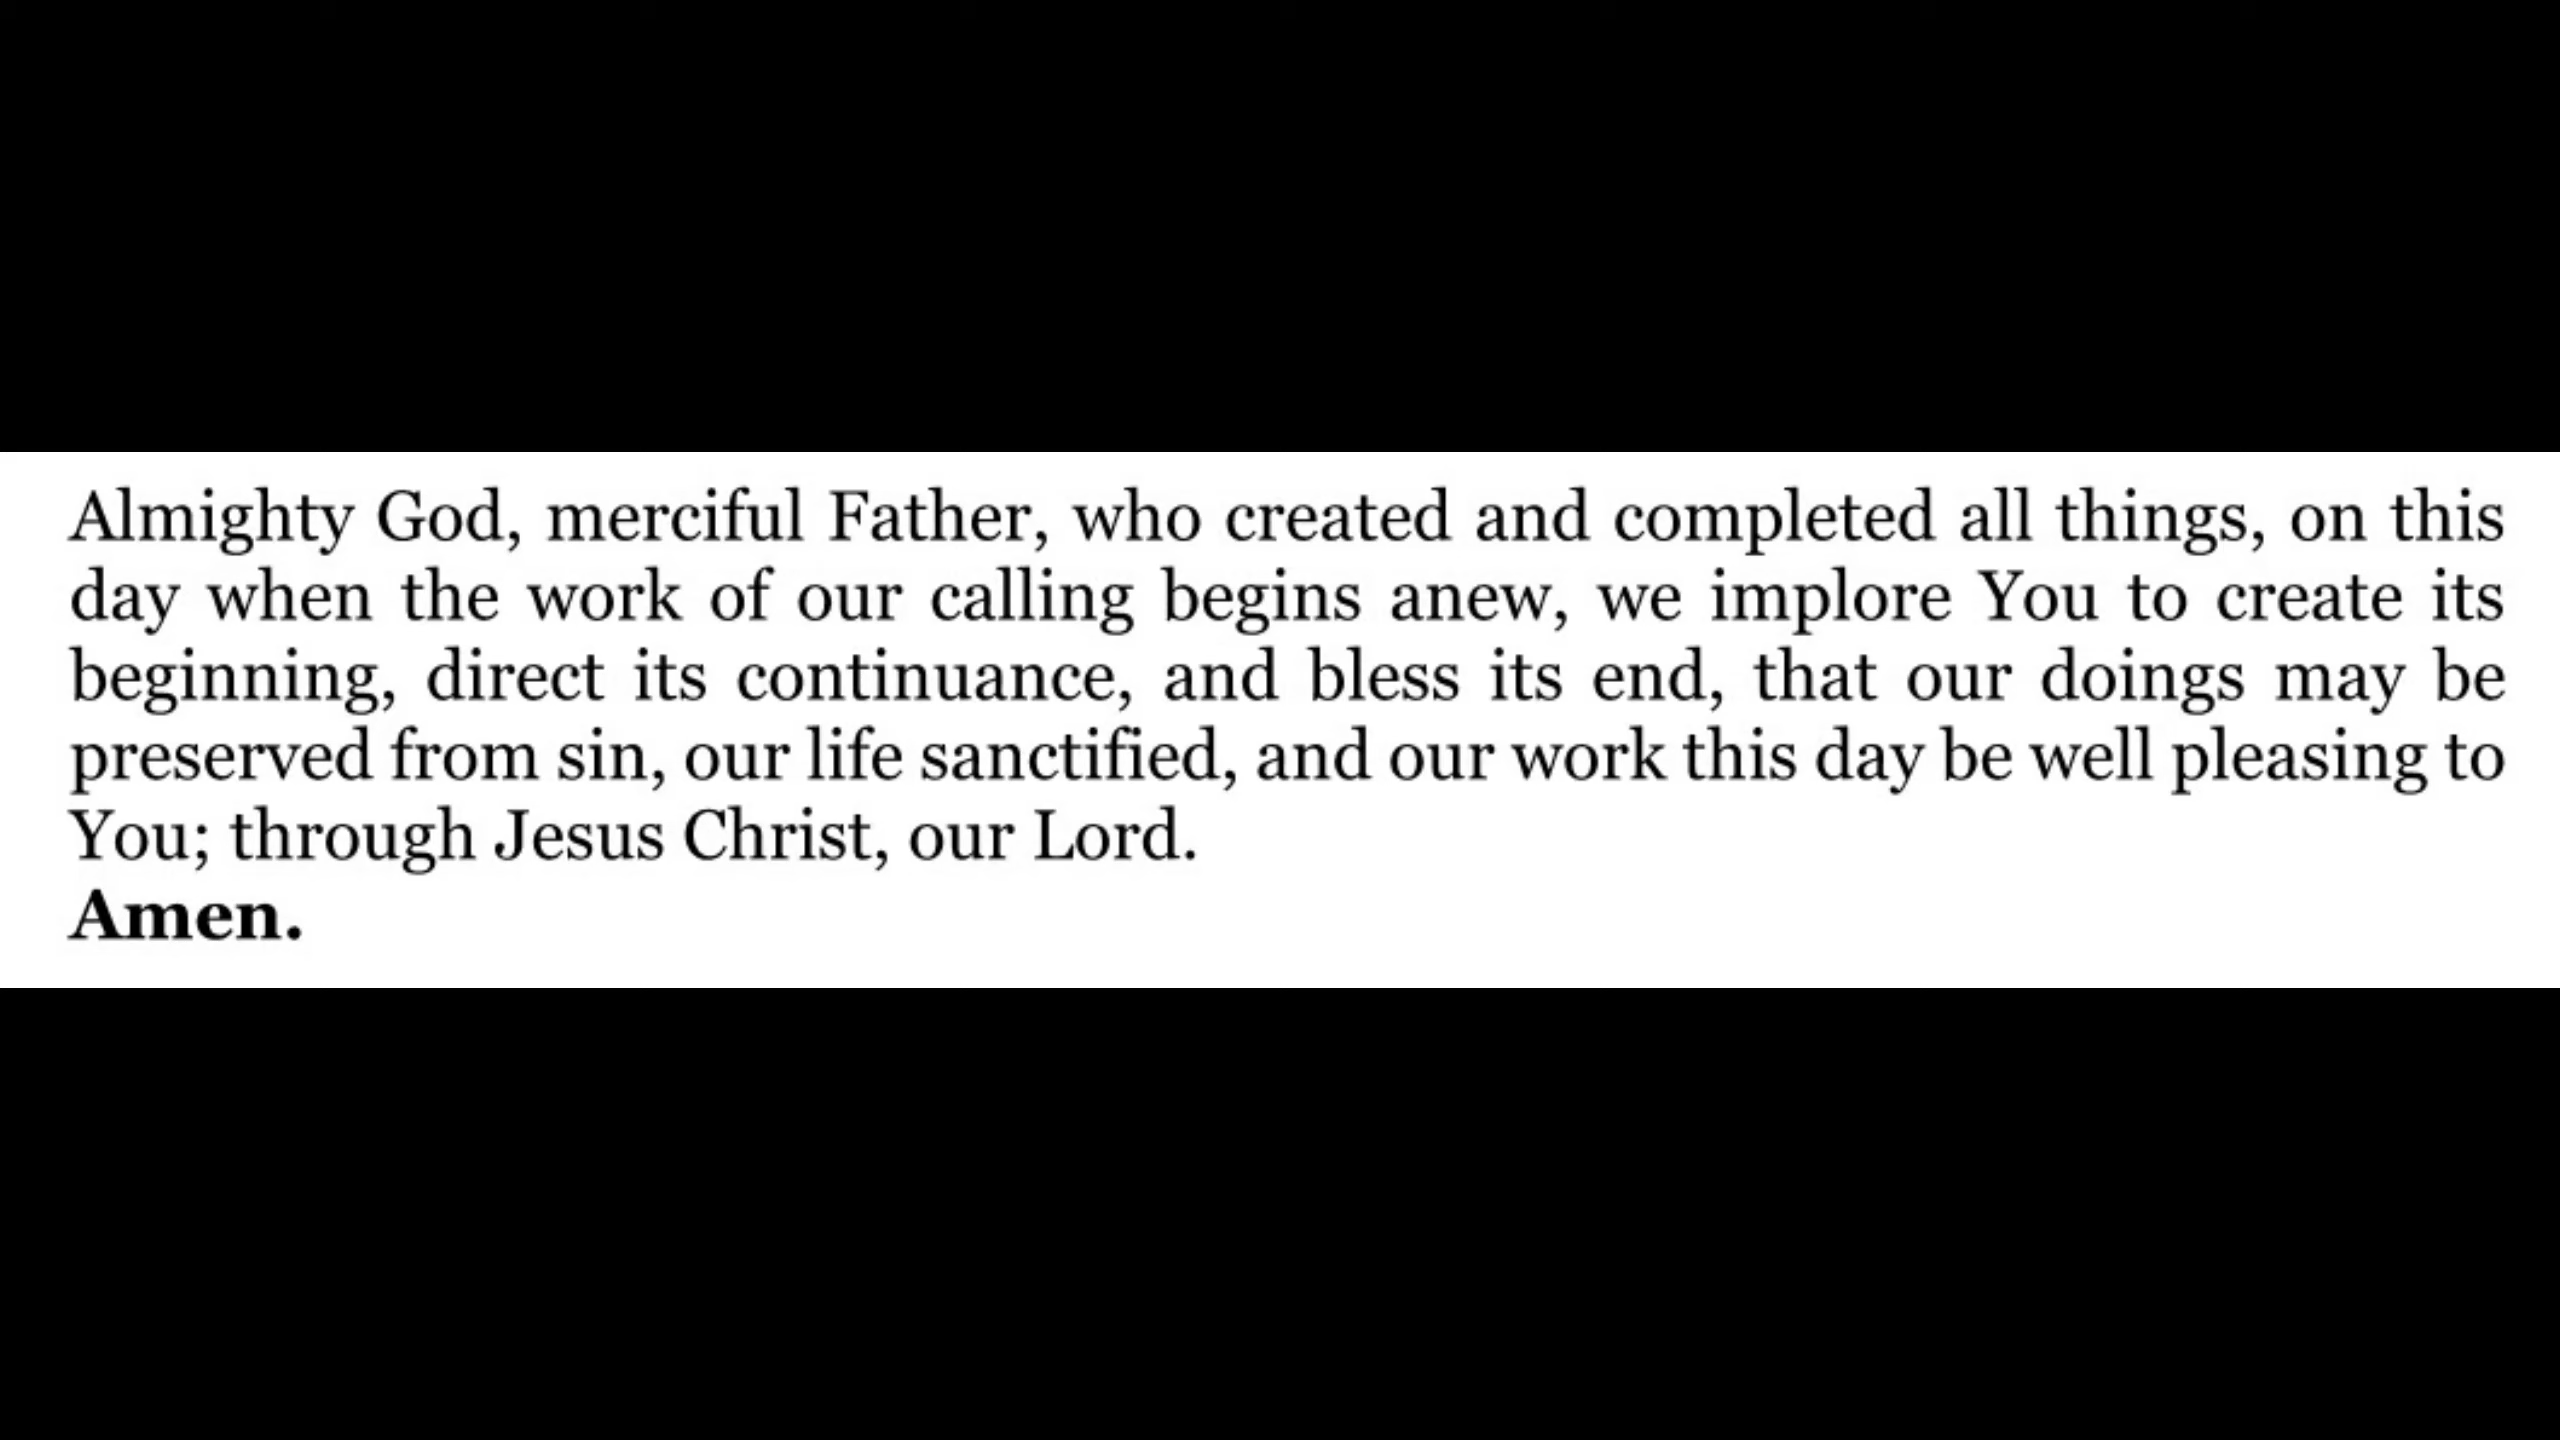 Almighty God, merciful Father, who created and completed all things, on this
day when the work of our calling begins anew, we implore You to create its
beginning, direct its continuance, and bless its end, that our doings may be
preserved from sin, our life sanctified, and our work this day be well pleasing to
You; through Jesus Christ, our Lord.
Amen.